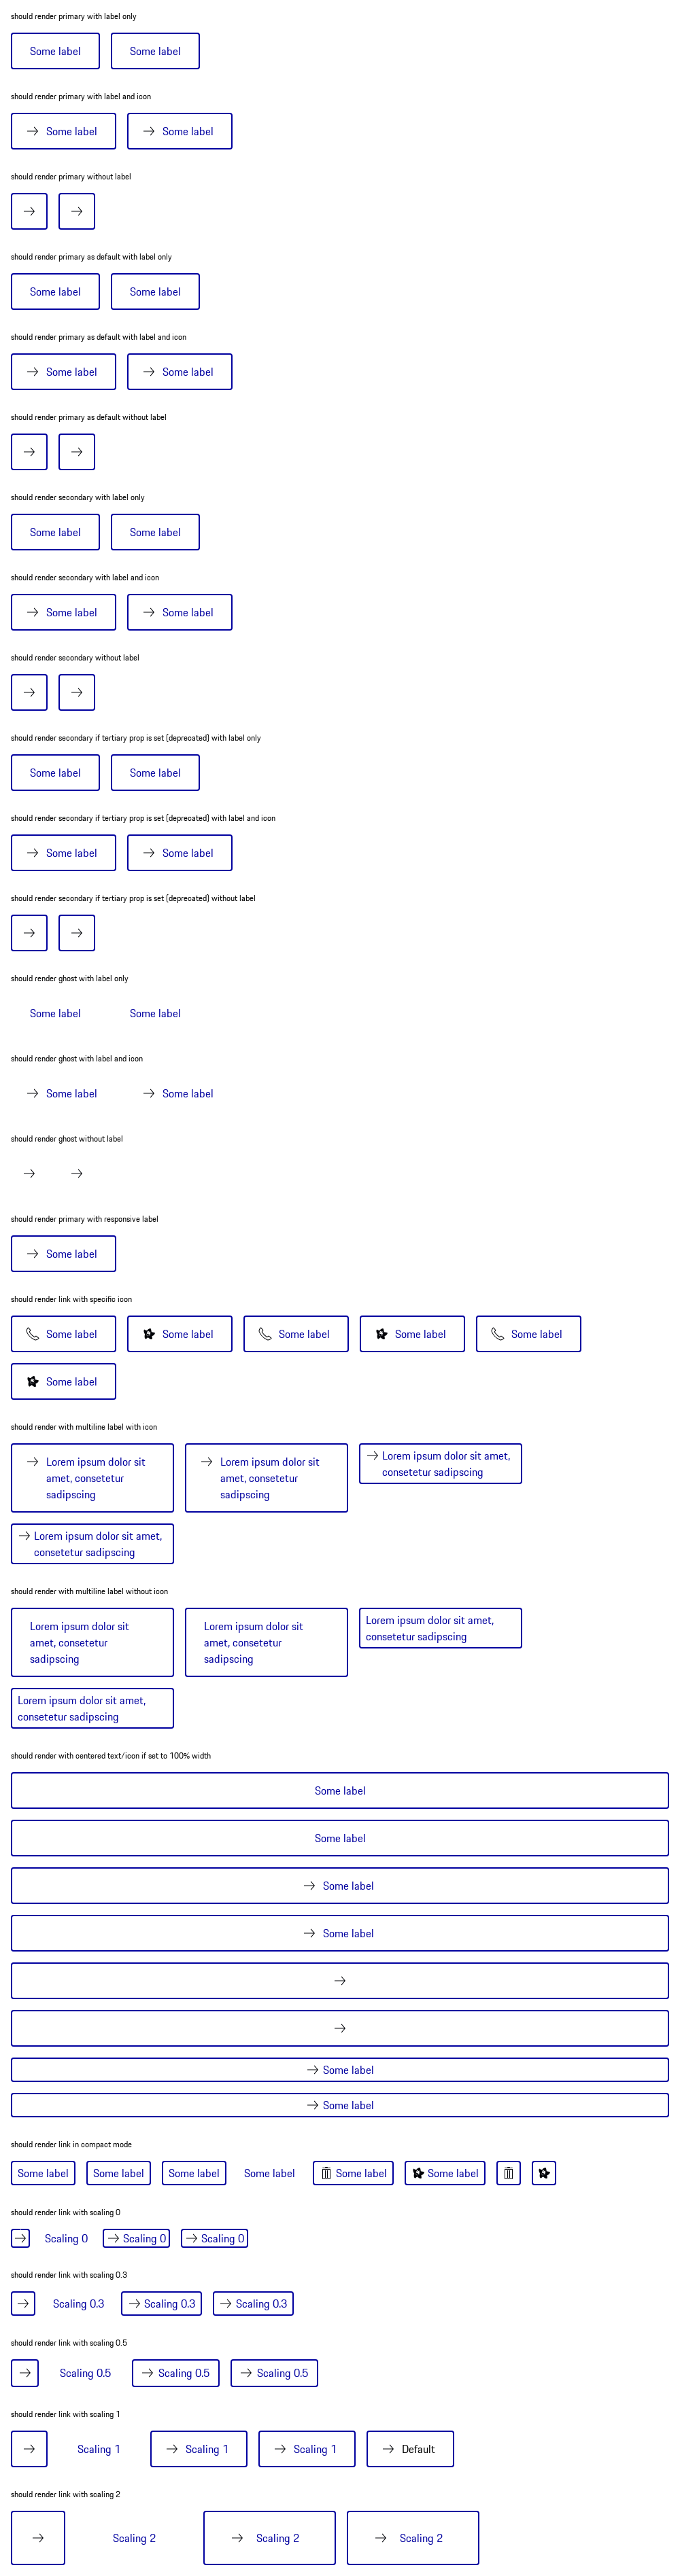 should render primary with label only
Some label Some label
should render primary with label and icon
Some label Some label
should render primary without label
should render primary as default with label only
Some label Some label
should render primary as default with label and icon
Some label Some label
should render primary as default without label
should render secondary with label only
Some label Some label
should render secondary with label and icon
Some label Some label
should render secondary without label
should render secondary if tertiary prop is set (deprecated) with label only
Some label Some label
should render secondary if tertiary prop is set (deprecated) with label and icon
Some label Some label
should render secondary if tertiary prop is set (deprecated) without label
should render ghost with label only
Some label Some label
should render ghost with label and icon
Some label Some label
should render ghost without label
should render primary with responsive label
Some label
should render link with specific icon
Some label Some label Some label Some label Some label
Some label
should render with multiline label with icon
Lorem ipsum dolor sit
amet, consetetur
sadipscing
Lorem ipsum dolor sit
amet, consetetur
sadipscing
Lorem ipsum dolor sit amet,
consetetur sadipscing
Lorem ipsum dolor sit amet,
consetetur sadipscing
should render with multiline label without icon
Lorem ipsum dolor sit
amet, consetetur
sadipscing
Lorem ipsum dolor sit
amet, consetetur
sadipscing
Lorem ipsum dolor sit amet,
consetetur sadipscing
Lorem ipsum dolor sit amet,
consetetur sadipscing
should render with centered text/icon if set to 100% width
Some label
Some label
Some label
Some label
Some label
Some label
should render link in compact mode
Some label Some label Some label Some label Some label Some label
should render link with scaling 0
Scaling 0 Scaling 0 Scaling 0
should render link with scaling 0.3
Scaling 0.3 Scaling 0.3 Scaling 0.3
should render link with scaling 0.5
Scaling 0.5 Scaling 0.5 Scaling 0.5
should render link with scaling 1
Scaling 1 Scaling 1 Scaling 1 Default
should render link with scaling 2
Scaling 2 Scaling 2 Scaling 2